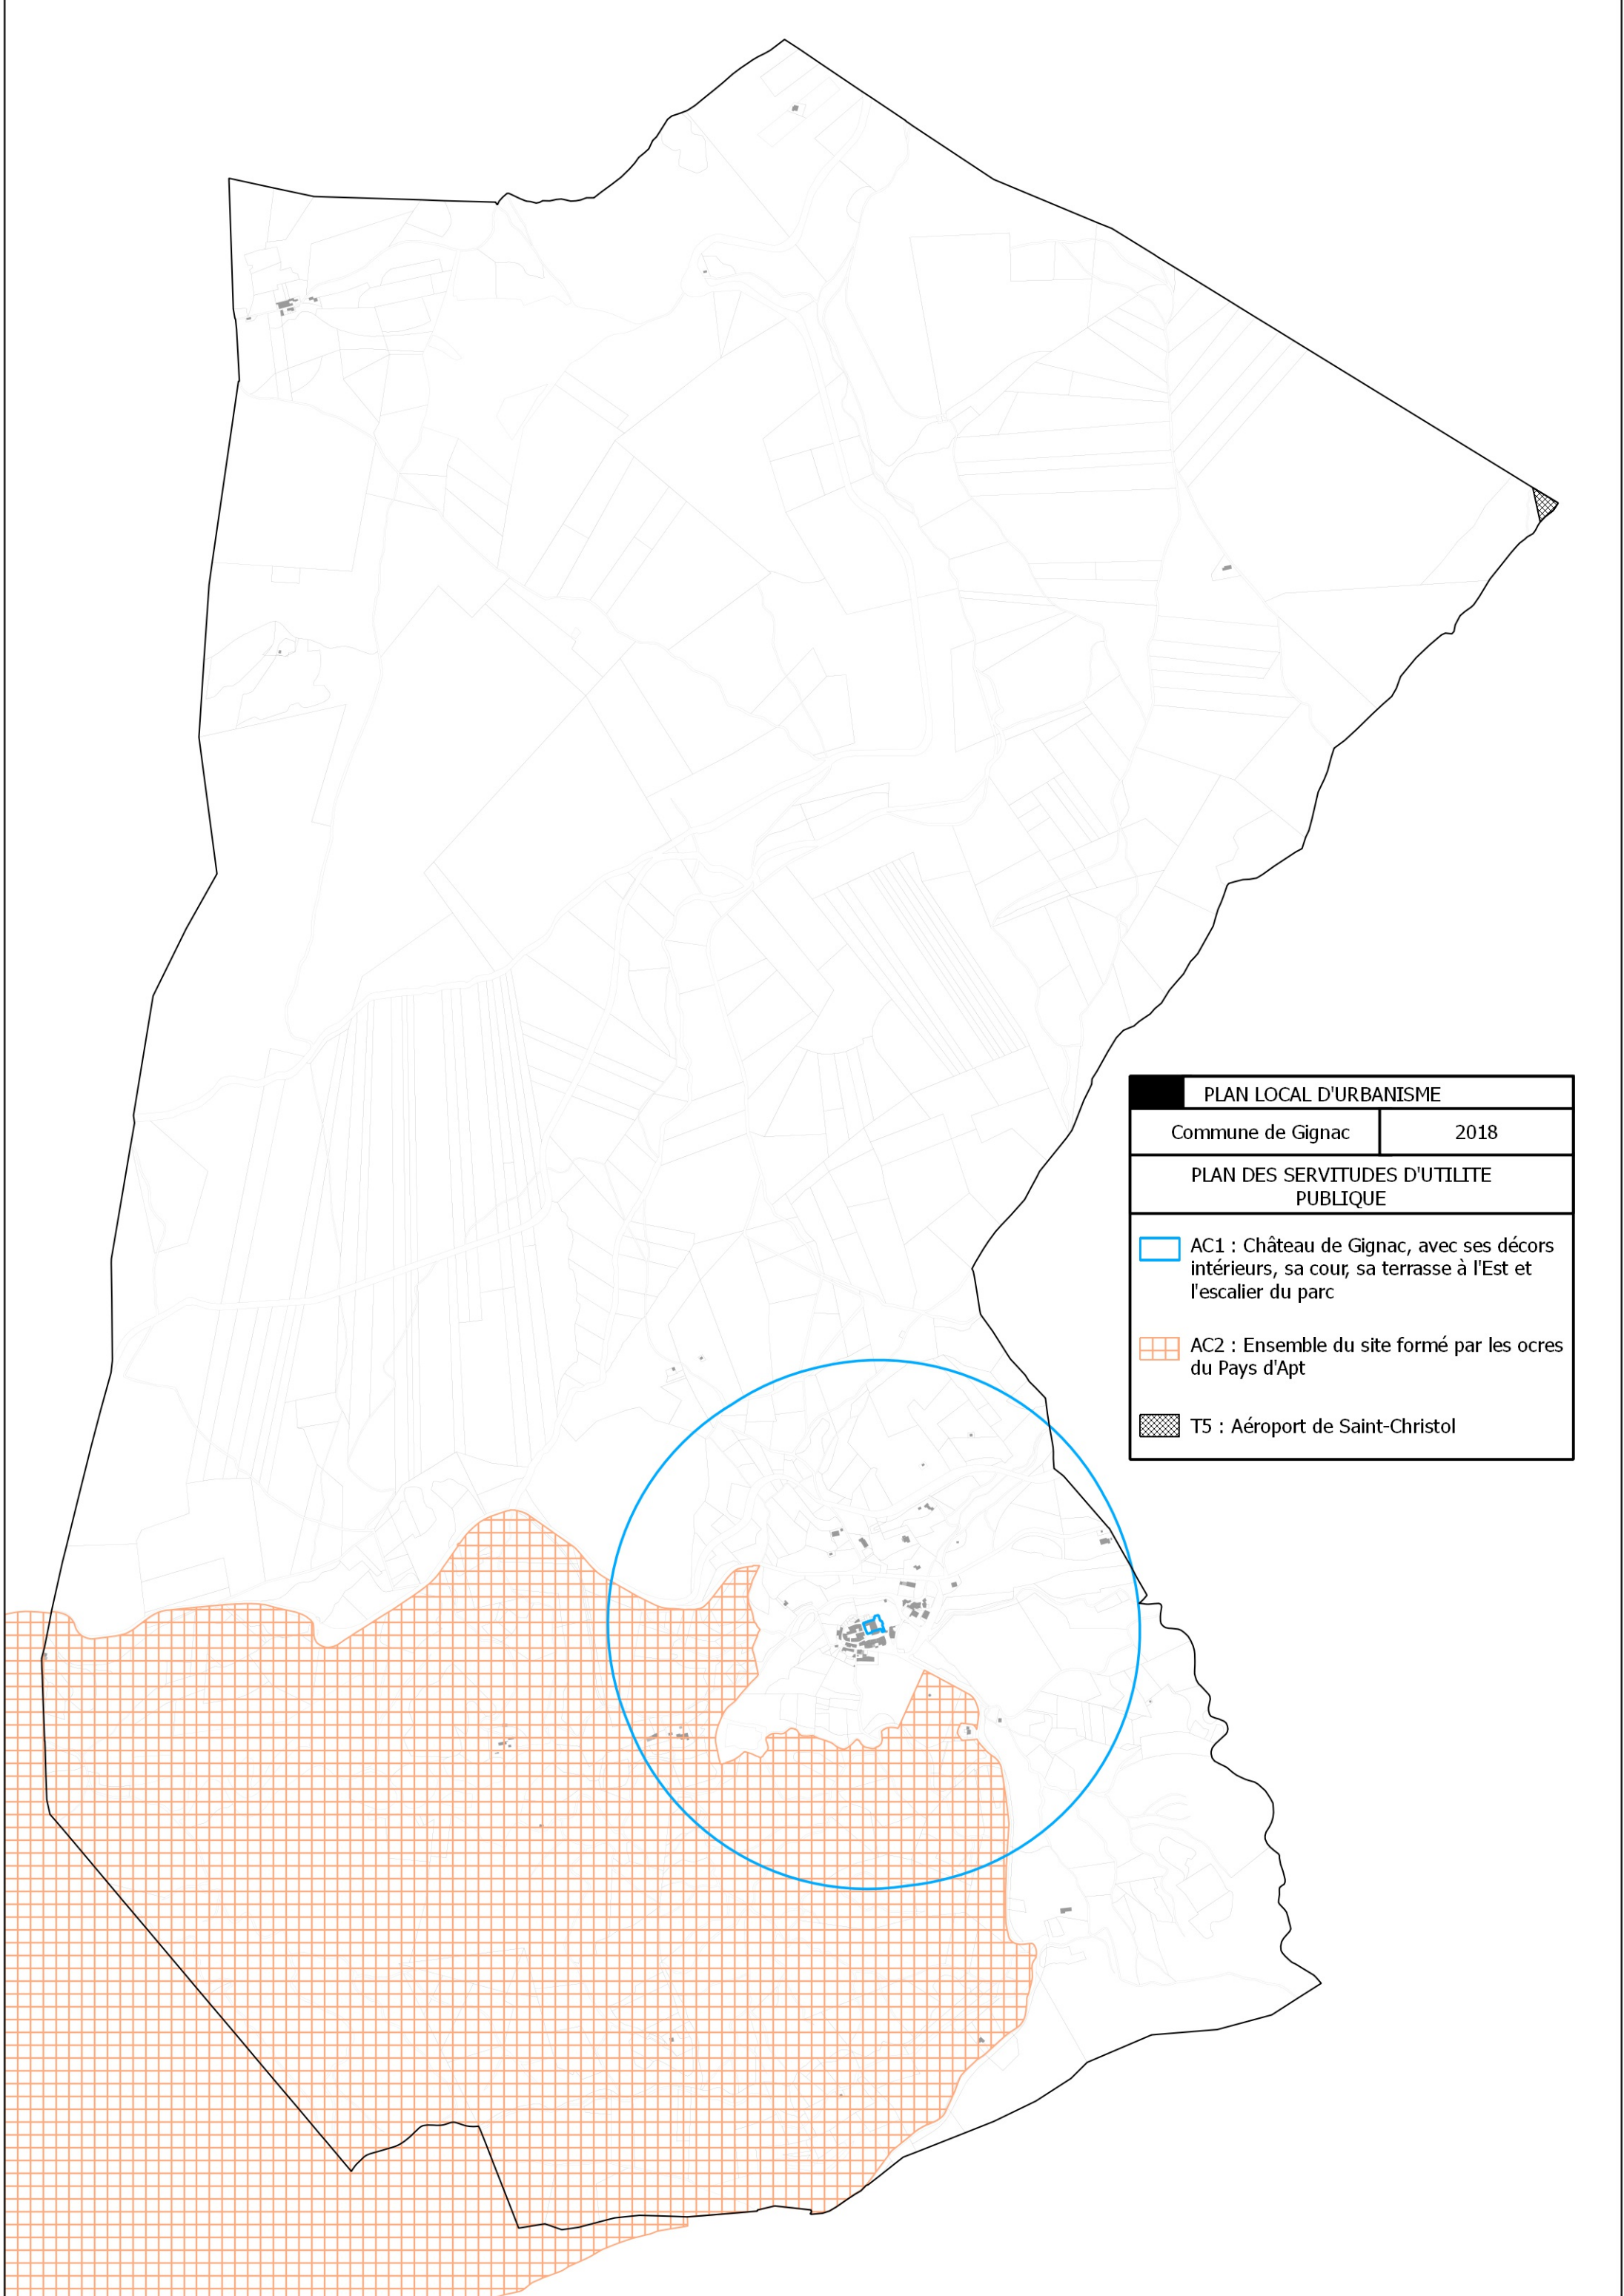 PLAN LOCAL D'URBANISME
Commune de Gignac
2018
PLAN DES SERVITUDES D'UTILITE
PUBLIQUE
AC1 : Château de Gignac, avec ses décors
intérieurs, sa cour, sa terrasse à l'Est et
l'escalier du parc
AC2 : Ensemble du site formé par les ocres
du Pays d'Apt
T5 : Aéroport de Saint-Christol